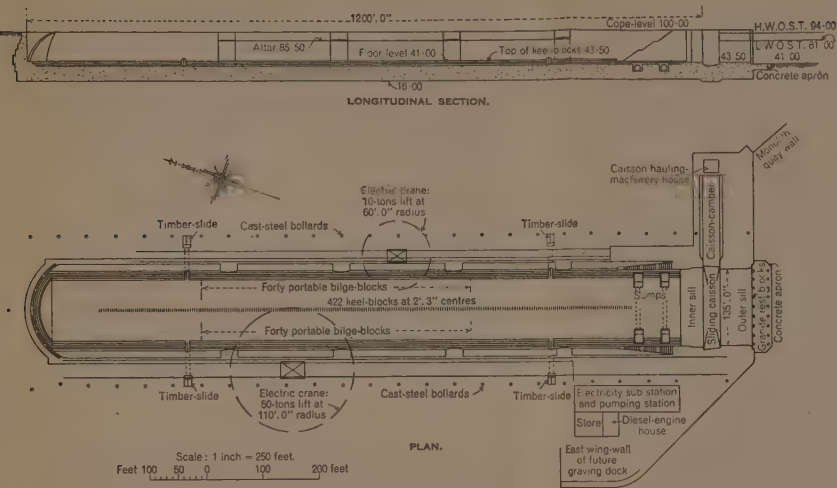 1200'. 0"
Cope-level 100·00
H.W.O.S.T. 94·00
L.W.O.S.T. 81·00
Altar 85·50
Floor level 41·00
Top of keel-blocks 43·50
43·50
41·00
Concrete apron
16·00
LONGITUDINAL SECTION.
Monolith
quay wall
Caisson hauling-
machinery house
Electric crane:
10-tons lift at
60'. 0" radius
Timber-slide
Cast-steel bollards
Timber-slide
Caisson-camber
Forty portable bilge-blocks
422 keel-blocks at 2'. 3" centres
Forty portable bilge-blocks
Sumps
Inner sill
Sliding caisson
135'. 0"
Outer sill
Granite rest blocks
Concrete apron
Timber-slide
Electric crane:
50-tons lift at
110'. 0" radius
Cast-steel bollards
Timber-slide
Electricity sub station
and pumping station
Store
Diesel-engine
house
PLAN.
East wing-wall
of future
graving dock
Scale: 1 inch = 250 feet.
Feet 100 50 0 100 200 feet